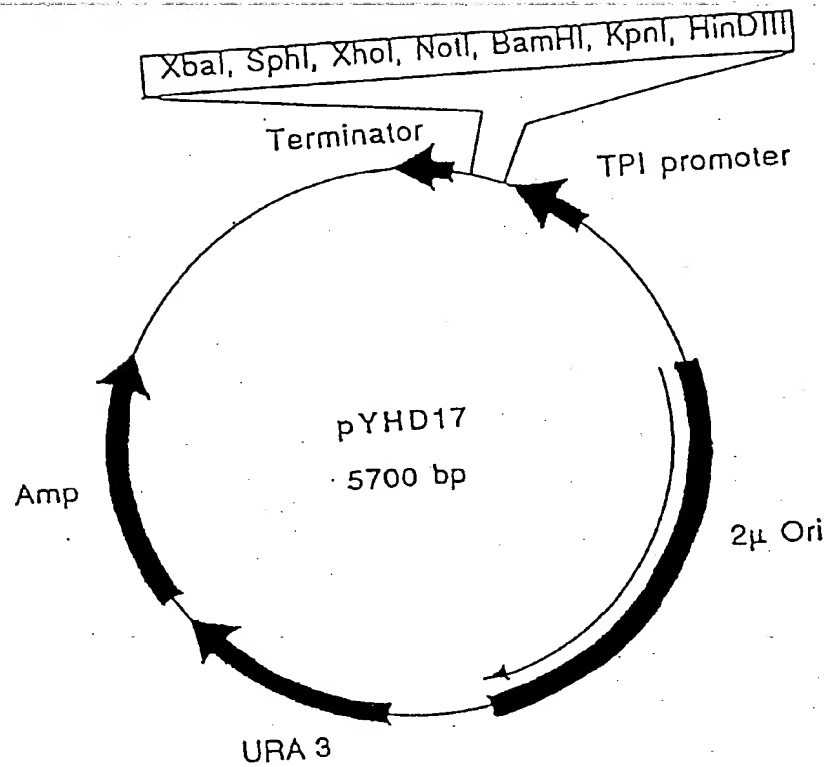 XbaI, SphI, XhoI, NotI, BamHI, KpnI, HinDIII
Terminator
TPI promoter
pYHD17
5700 bp
Amp
2µ Ori
URA 3